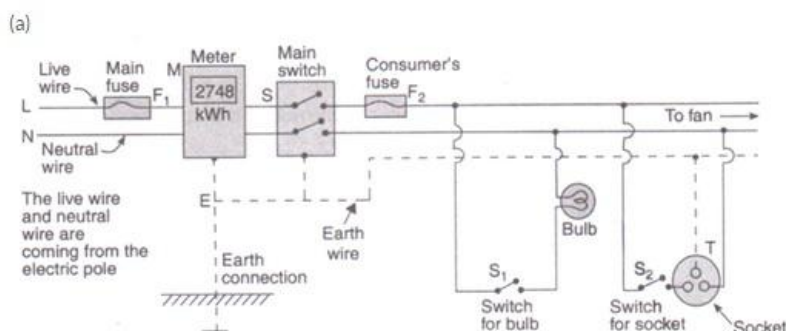 (a)
Live
wire
Main
fuse
F1
M
Meter
2748
kWh
S
Main
switch
Consumer's
fuse
F2
L
N
Neutral
wire
To fan
The live wire
and neutral
wire are
coming from the
electric pole
E
Earth
wire
Earth
connection
Bulb
S1
Switch
for bulb
S2
Switch
for socket
T
Socket